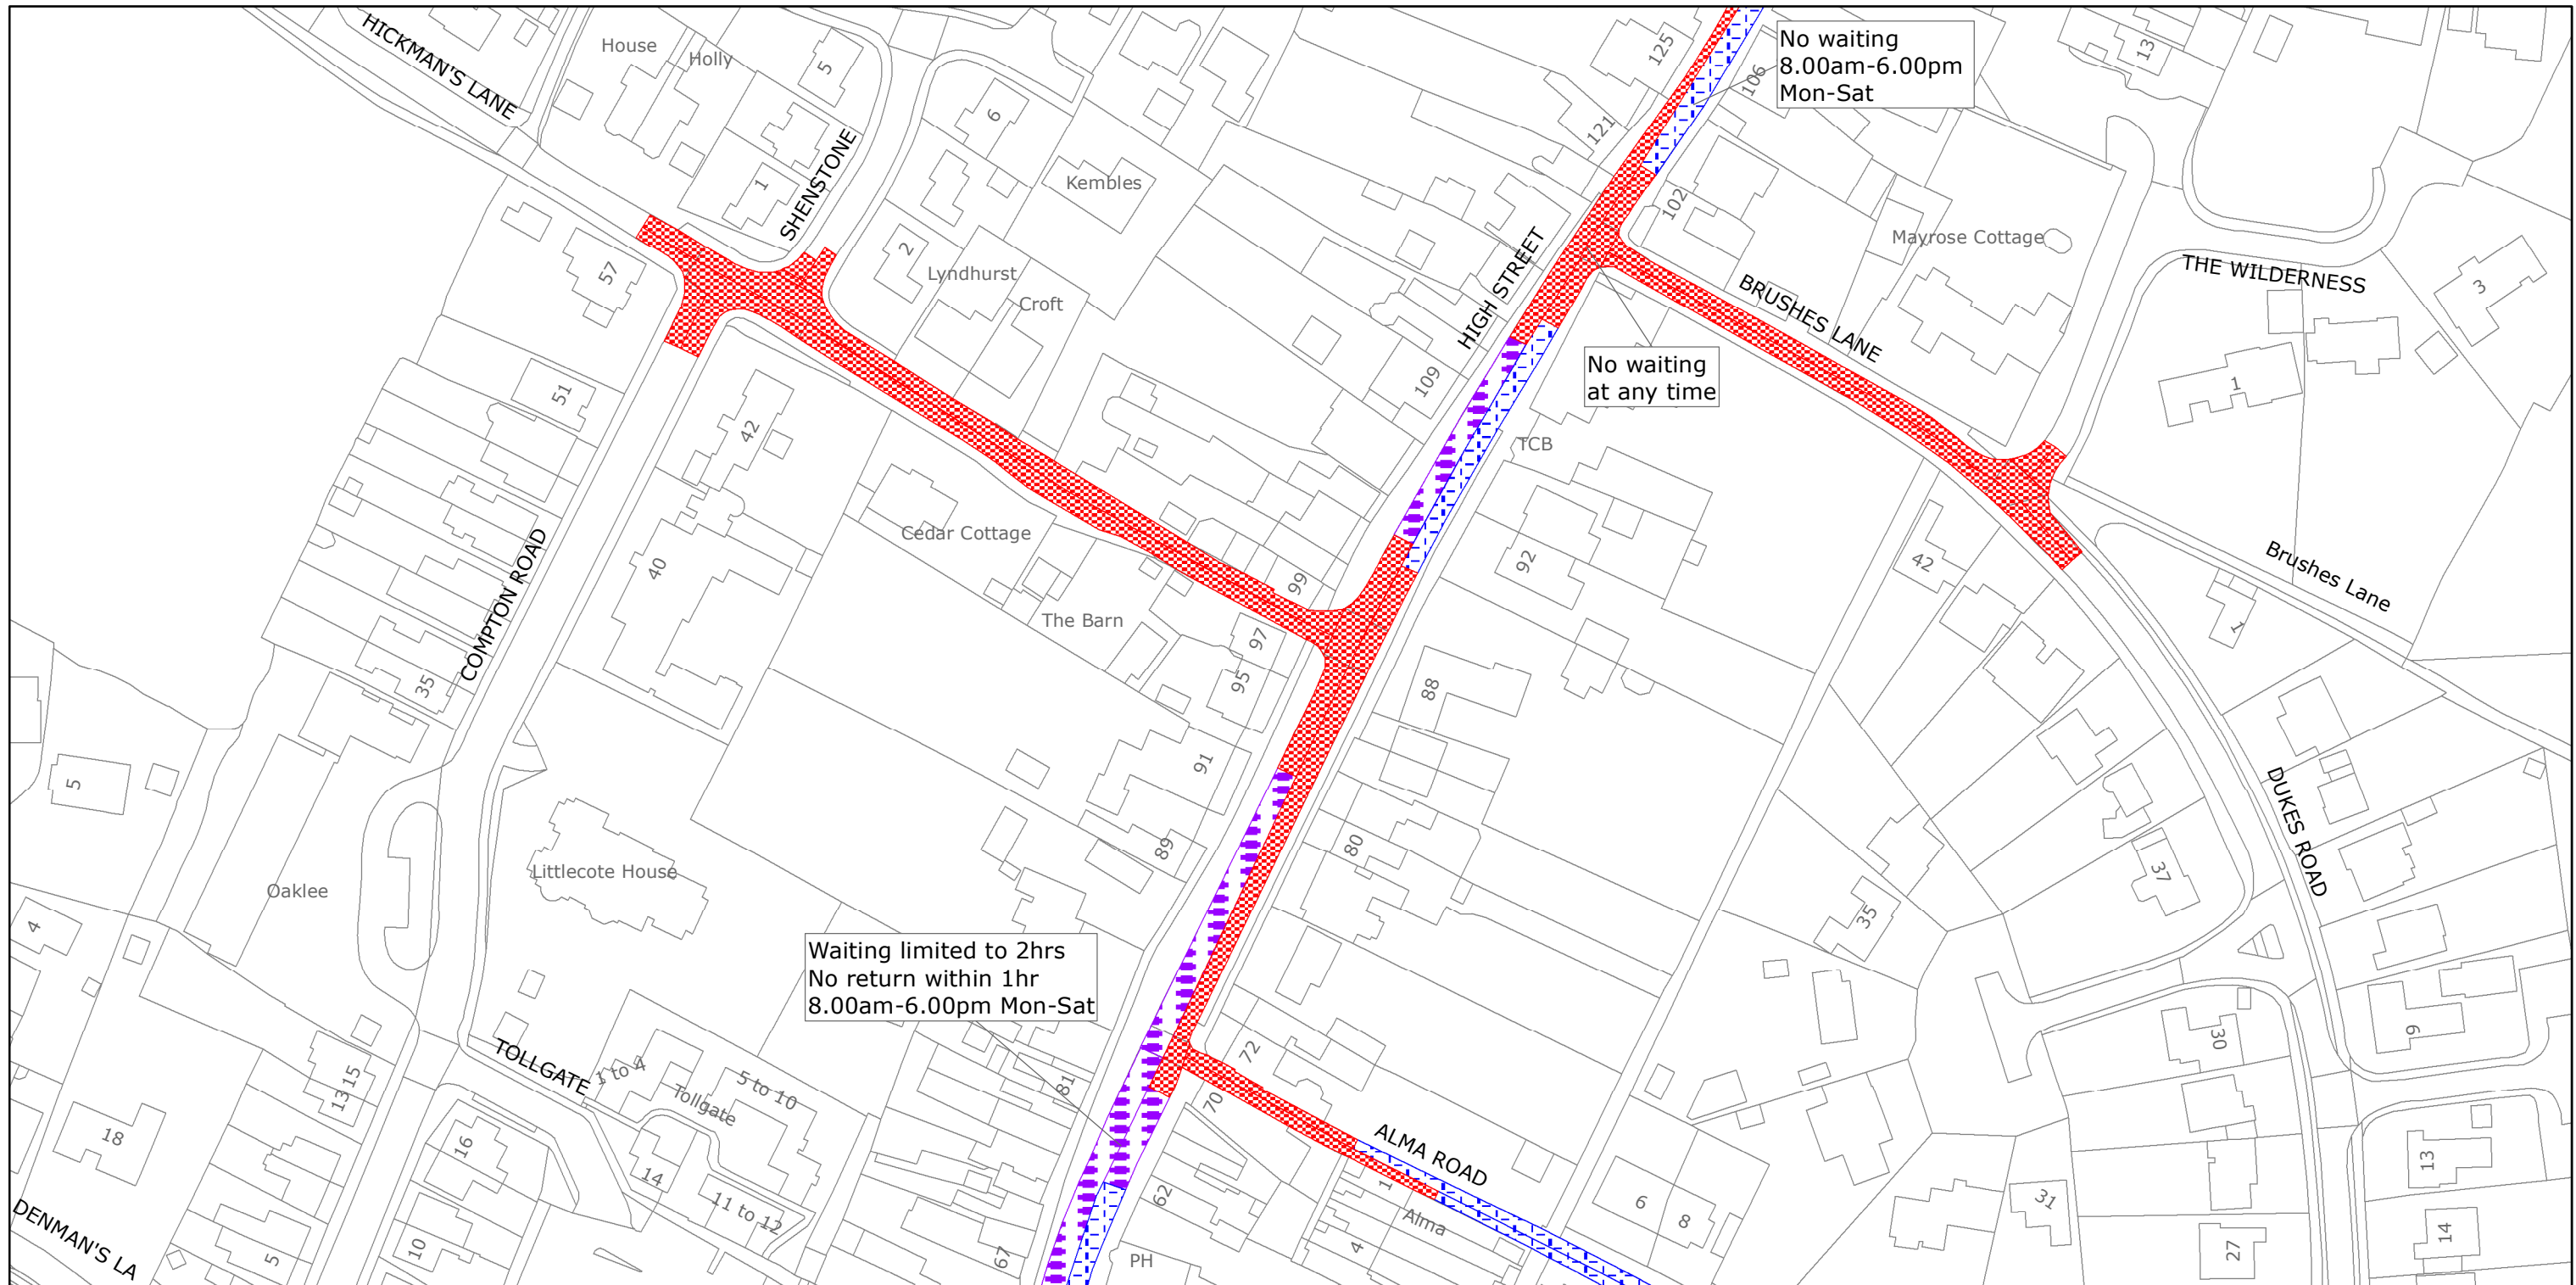 HICKMAN'S LANE
House
Holly
5
125
No waiting
8.00am-6.00pm
Mon-Sat
106
13
6
121
1
SHENSTONE
Kembles
102
57
2
Lyndhurst
Croft
HIGH STREET
Mayrose Cottage
BRUSHES LANE
THE WILDERNESS
3
No waiting
at any time
1
109
51
42
TCB
Cedar Cottage
92
40
99
42
Brushes Lane
COMPTON ROAD
The Barn
97
95
1
35
88
5
91
DUKES ROAD
89
80
37
Littlecote House
Oaklee
35
4
Waiting limited to 2hrs
No return within 1hr
8.00am-6.00pm Mon-Sat
TOLLGATE
1 to 4
Tollgate
5 to 10
81
72
70
30
9
15
13
18
16
14
11 to 12
ALMA ROAD
1
Alma
4
62
6
8
31
13
14
27
DENMAN'S LA
5
10
67
PH